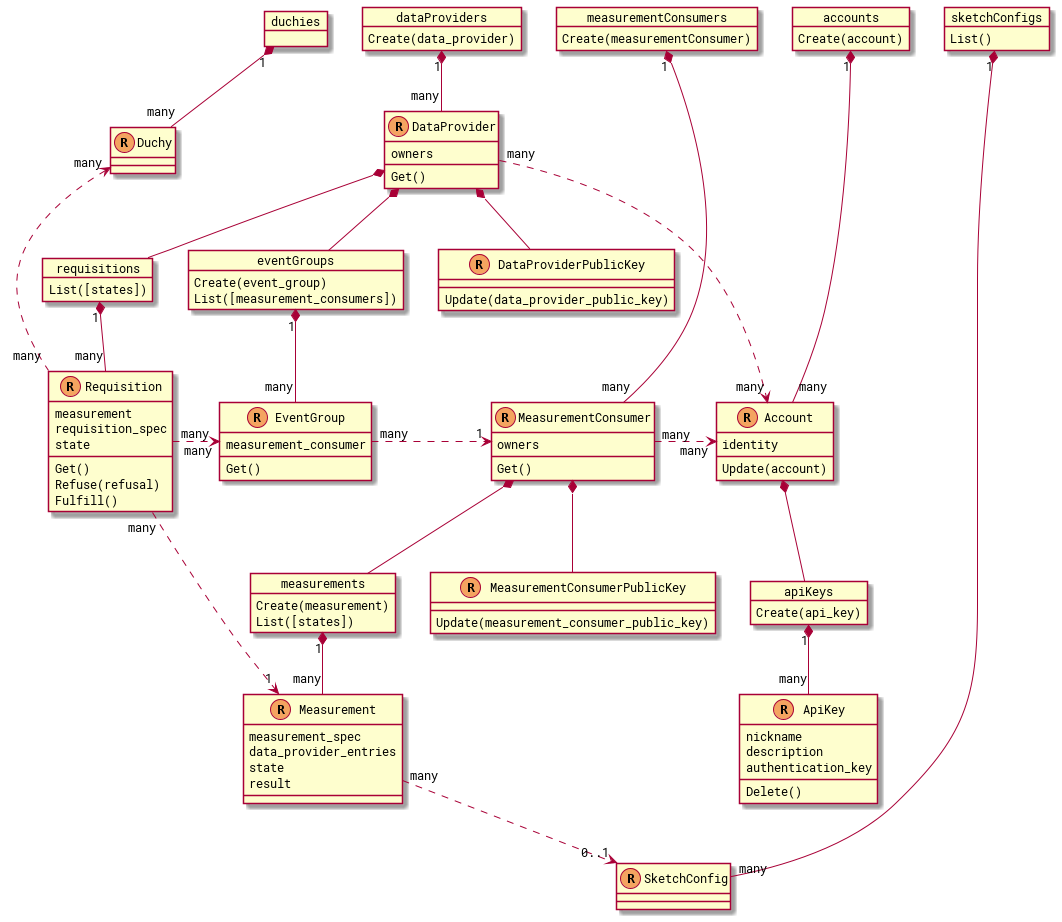 duchies
dataProviders
Create(data_provider)
measurementConsumers
Create(measurementConsumer)
accounts
Create(account)
sketchConfigs
List()
1
1
1
1
1
many
many
R Duchy
many
R DataProvider
owners
Get()
many
requisitions
List([states])
eventGroups
Create(event_group)
List([measurement_consumers])
R DataProviderPublicKey
Update(data_provider_public_key)
1
1
many
many
many
many
many
many
R Requisition
measurement
requisition_spec
state
Get()
Refuse(refusal)
Fulfill()
many
many
R EventGroup
measurement_consumer
Get()
many
1
R MeasurementConsumer
owners
Get()
many
many
R Account
identity
Update(account)
many
measurements
Create(measurement)
List([states])
R MeasurementConsumerPublicKey
Update(measurement_consumer_public_key)
apiKeys
Create(api_key)
1
1
1
many
many
R Measurement
measurement_spec
data_provider_entries
state
result
many
R ApiKey
nickname
description
authentication_key
Delete()
0..1
many
R SketchConfig